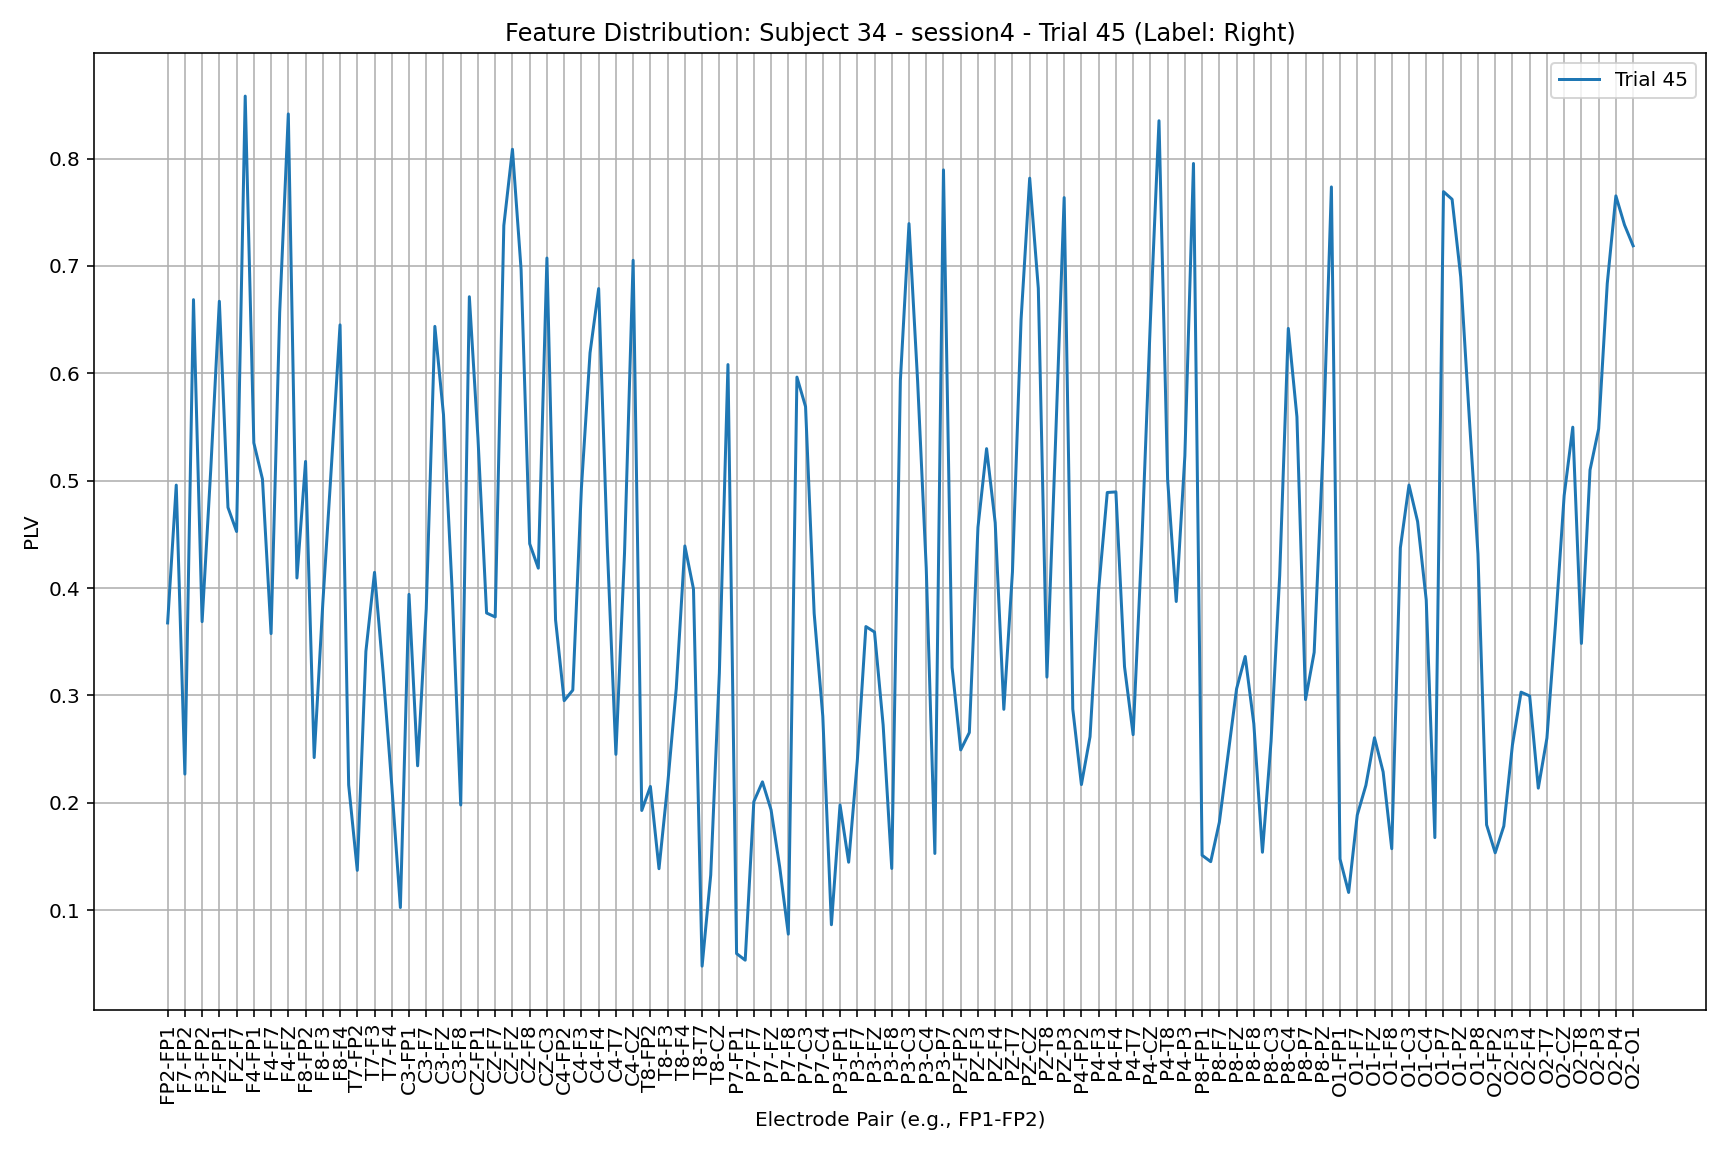 Feature Distribution: Subject 34 - session4 - Trial 45 (Label: Right)
Trial 45
PLV
0.8
0.7
0.6
0.5
0.4
0.3
0.2
0.1
FP2-FP1
F7-FP2
F3-FP2
FZ-FP1
FZ-F7
F4-FP1
F4-F7
F4-FZ
F8-FP2
F8-F3
F8-F4
T7-FP2
T7-F3
T7-F4
C3-FP1
C3-F7
C3-FZ
C3-F8
CZ-FP1
CZ-F7
CZ-FZ
CZ-F8
CZ-C3
C4-FP2
C4-F3
C4-F4
C4-T7
C4-CZ
T8-FP2
T8-F3
T8-F4
T8-T7
T8-CZ
P7-FP1
P7-F7
P7-FZ
P7-F8
P7-C3
P7-C4
P3-FP1
P3-F7
P3-FZ
P3-F8
P3-C3
P3-C4
P3-P7
PZ-FP2
PZ-F3
PZ-F4
PZ-T7
PZ-CZ
PZ-T8
PZ-P3
P4-FP2
P4-F3
P4-F4
P4-T7
P4-CZ
P4-T8
P4-P3
P8-FP1
P8-F7
P8-FZ
P8-F8
P8-C3
P8-C4
P8-P7
P8-PZ
O1-FP1
O1-F7
O1-FZ
O1-F8
O1-C3
O1-C4
O1-P7
O1-PZ
O1-P8
O2-FP2
O2-F3
O2-F4
O2-T7
O2-CZ
O2-T8
O2-P3
O2-P4
O2-O1
Electrode Pair (e.g., FP1-FP2)